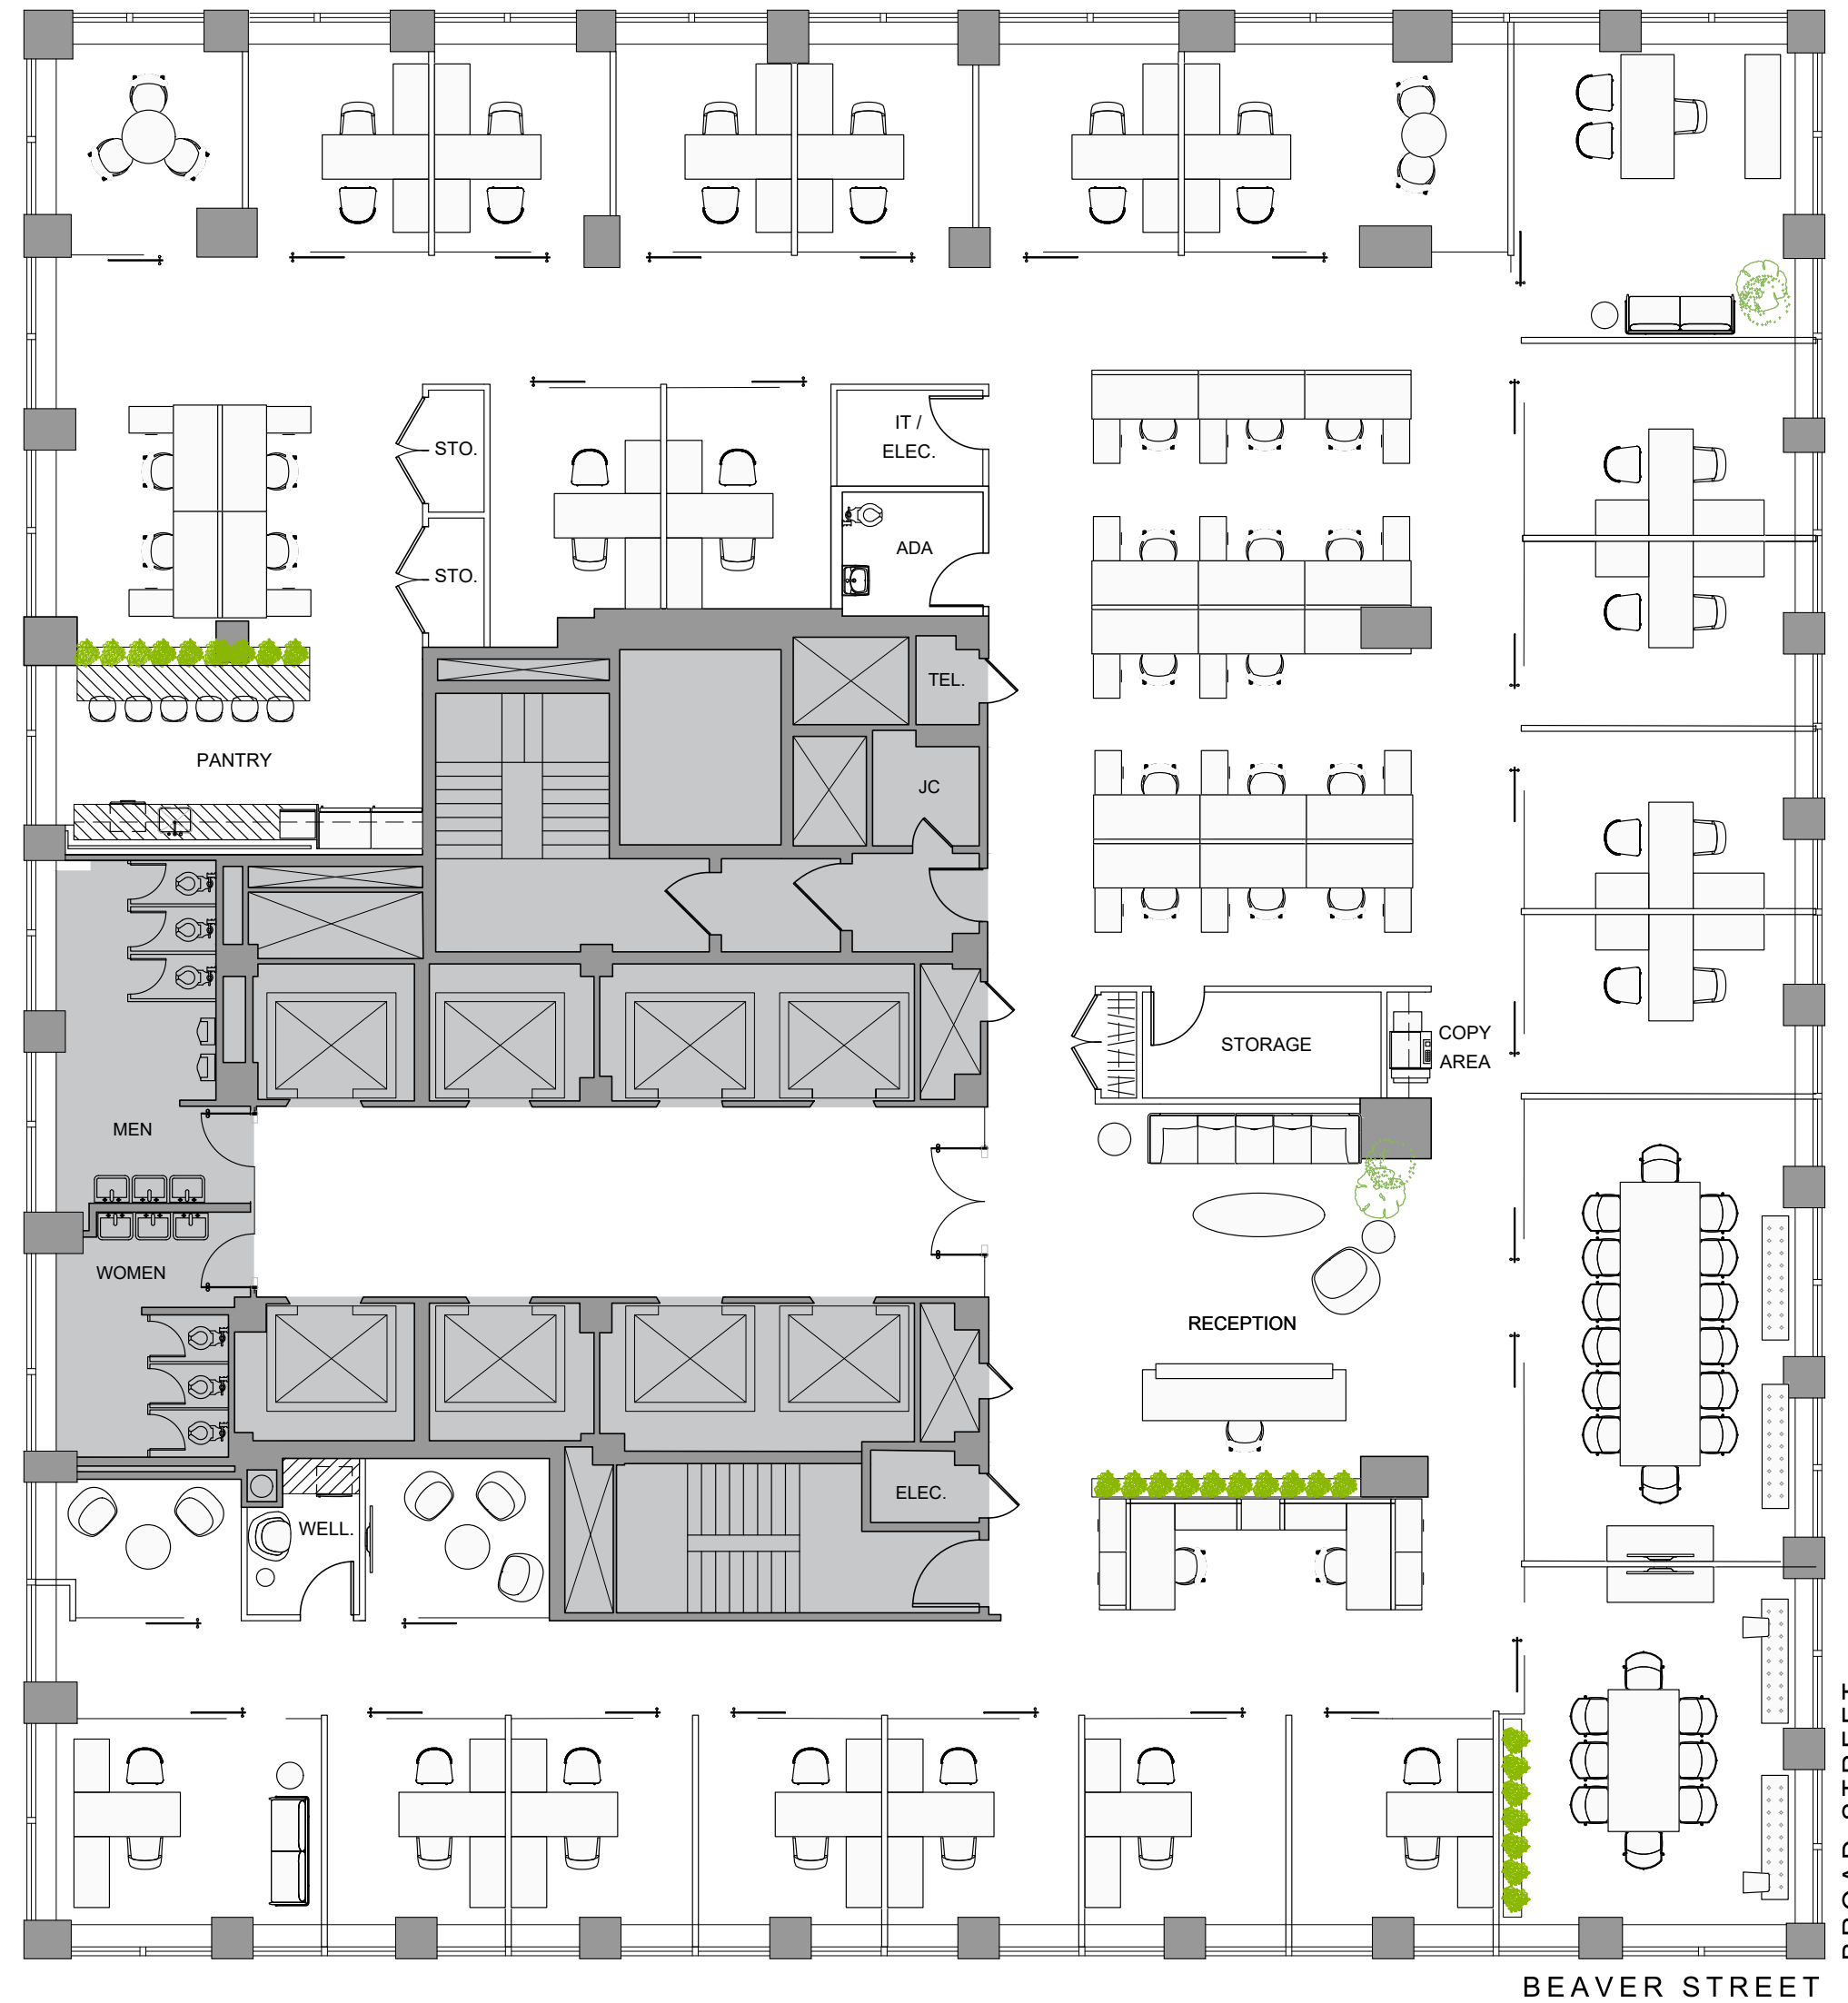 IT /
ELEC.
STO.
ADA
STO.
TEL.
PANTRY
JC
STORAGE
COPY
AREA
MEN
WOMEN
RECEPTION
ELEC.
WELL.
BROAD STREET
BEAVER STREET